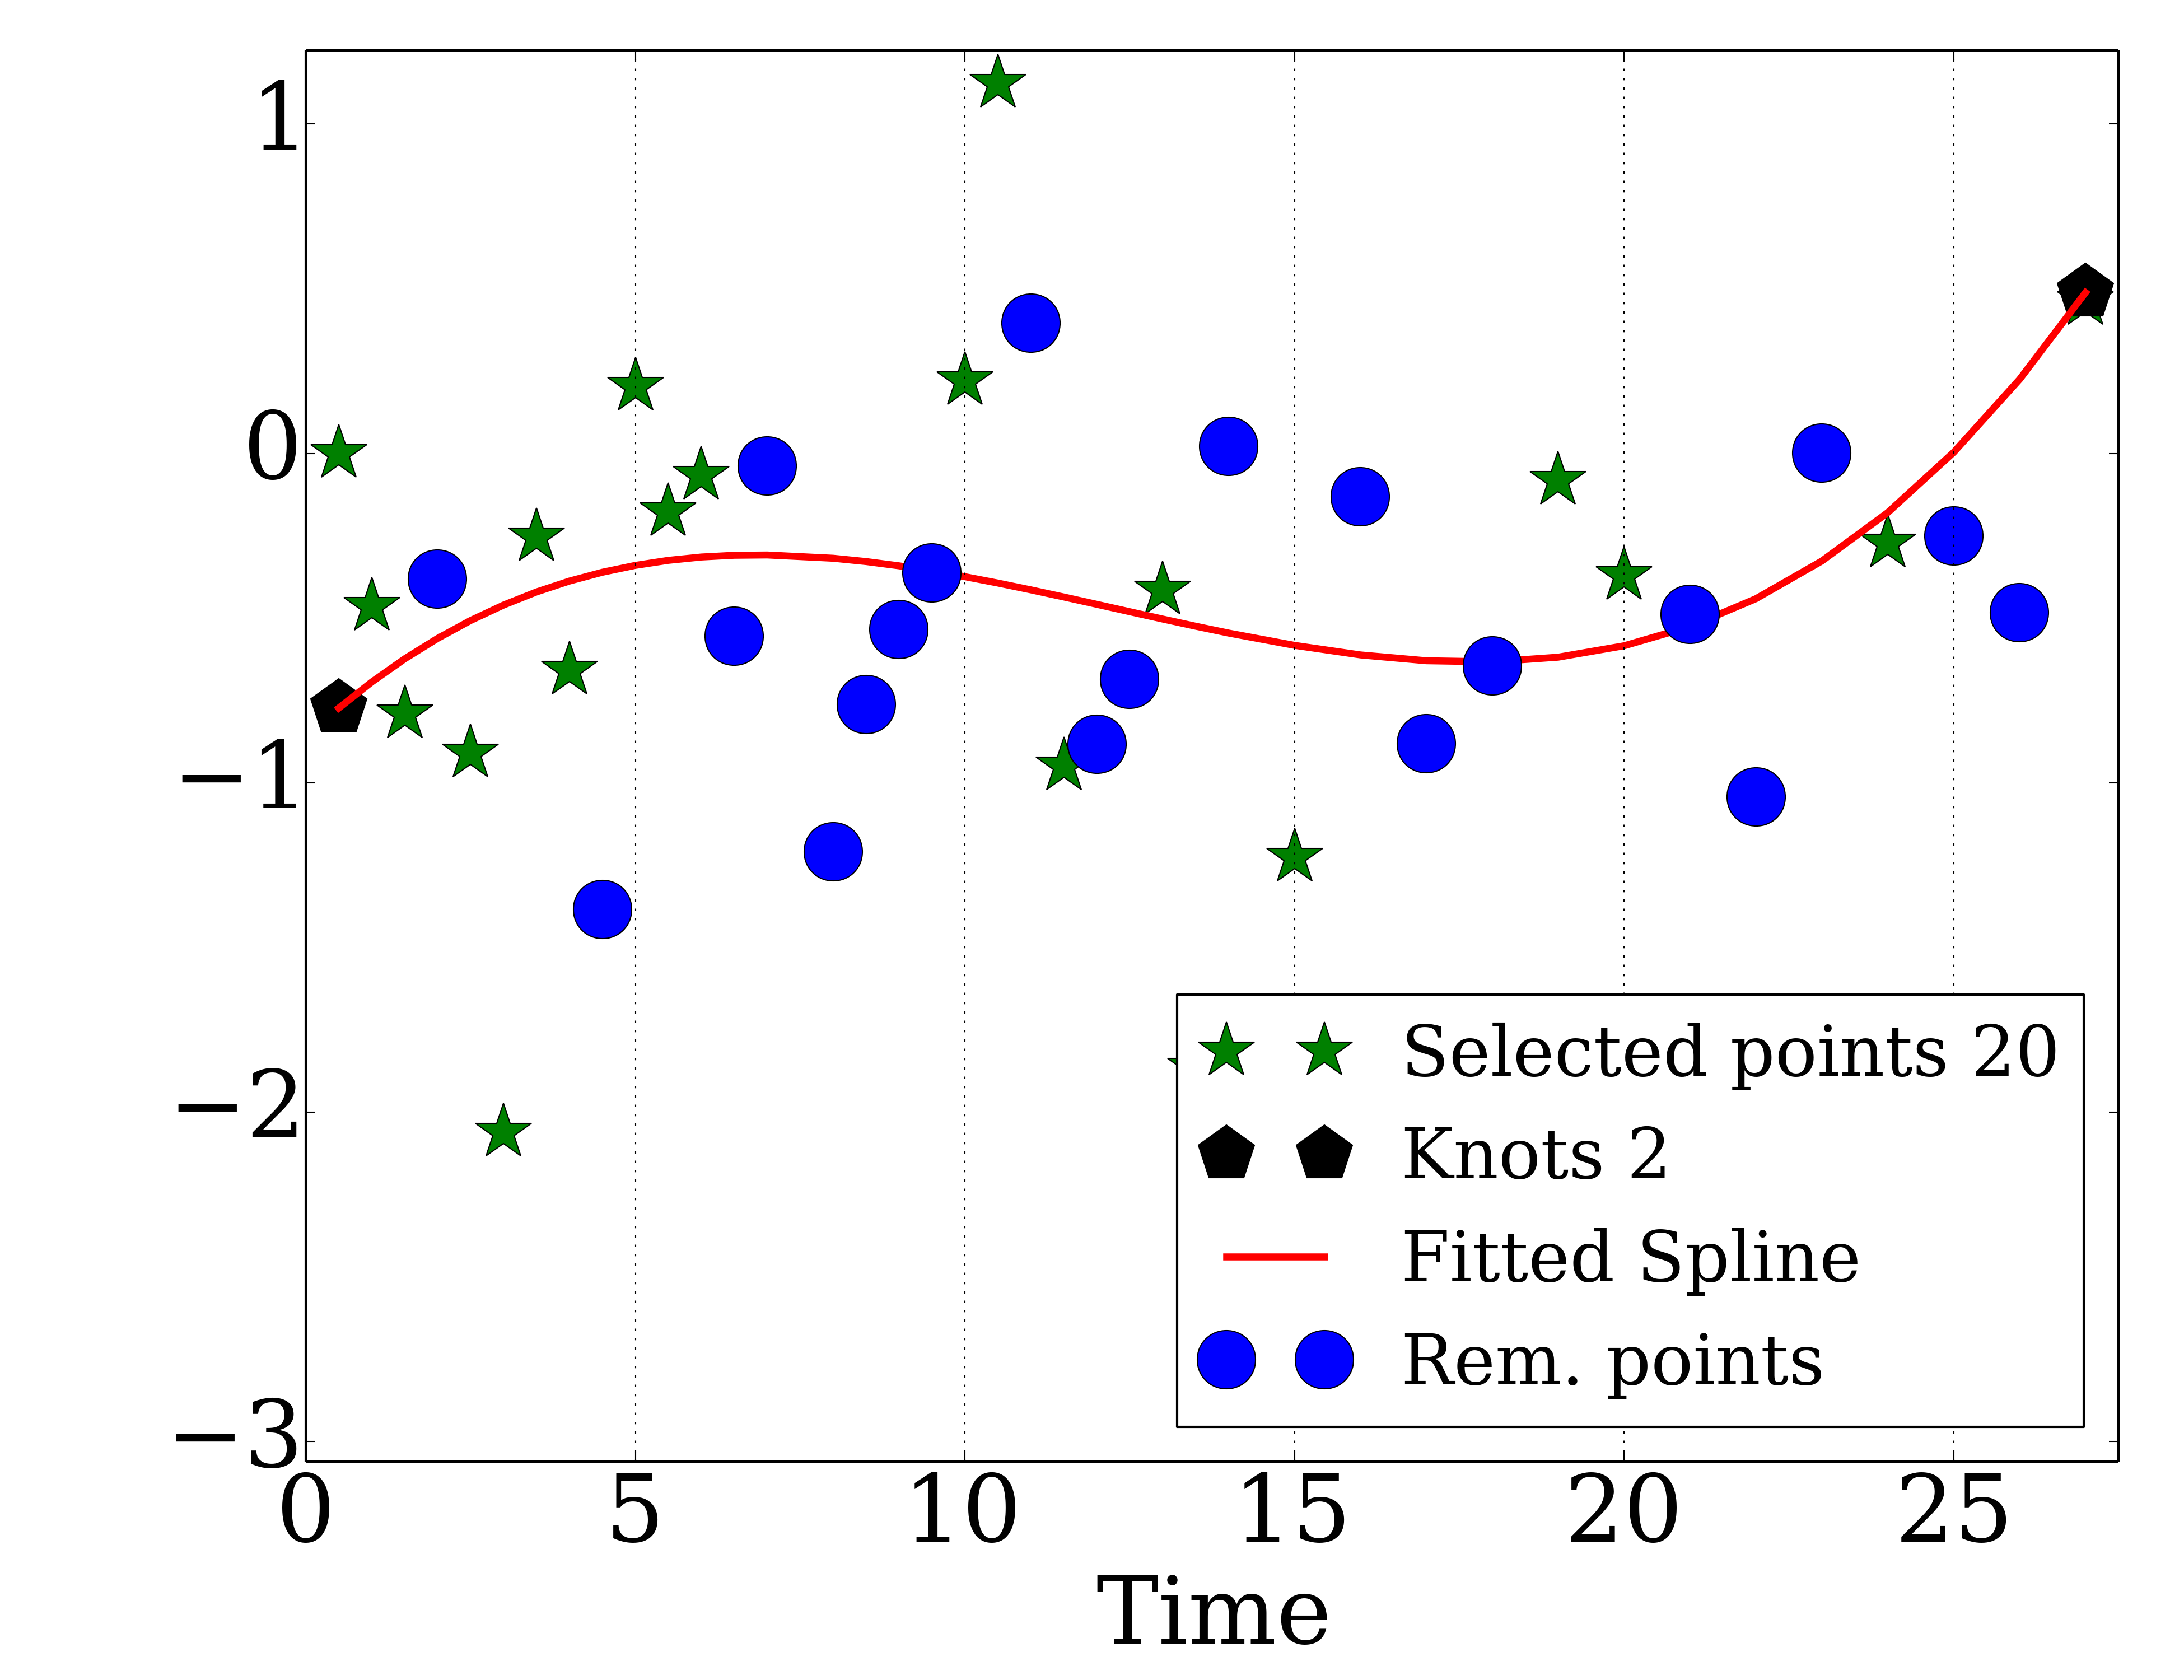 1
0
−1
−2
−3
0 5 10 15 20 25
Time
Selected points 20
Knots 2
Fitted Spline
Rem. points